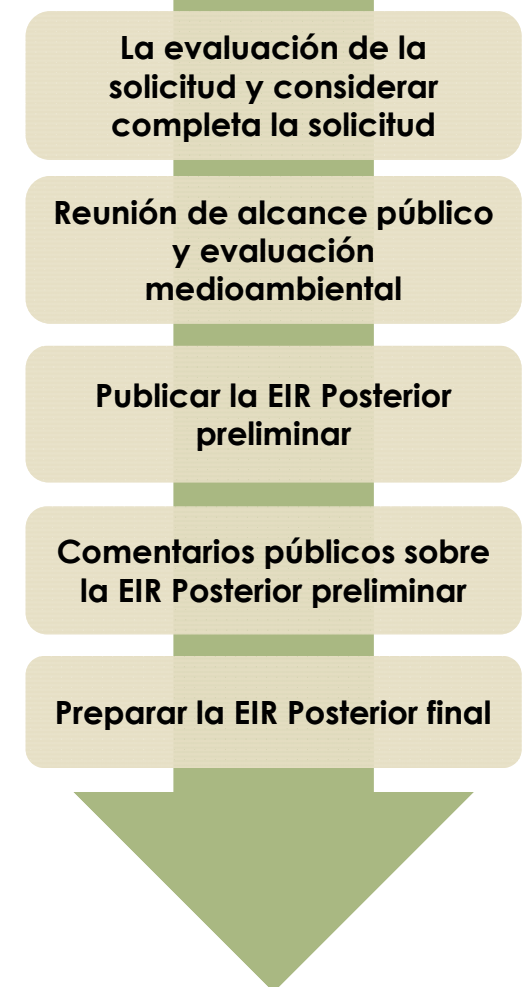 La evaluación de la
solicitud y considerar
completa la solicitud
Reunión de alcance público
y evaluación
medioambiental
Publicar la EIR Posterior
preliminar
Comentarios públicos sobre
la EIR Posterior preliminar
Preparar la EIR Posterior final